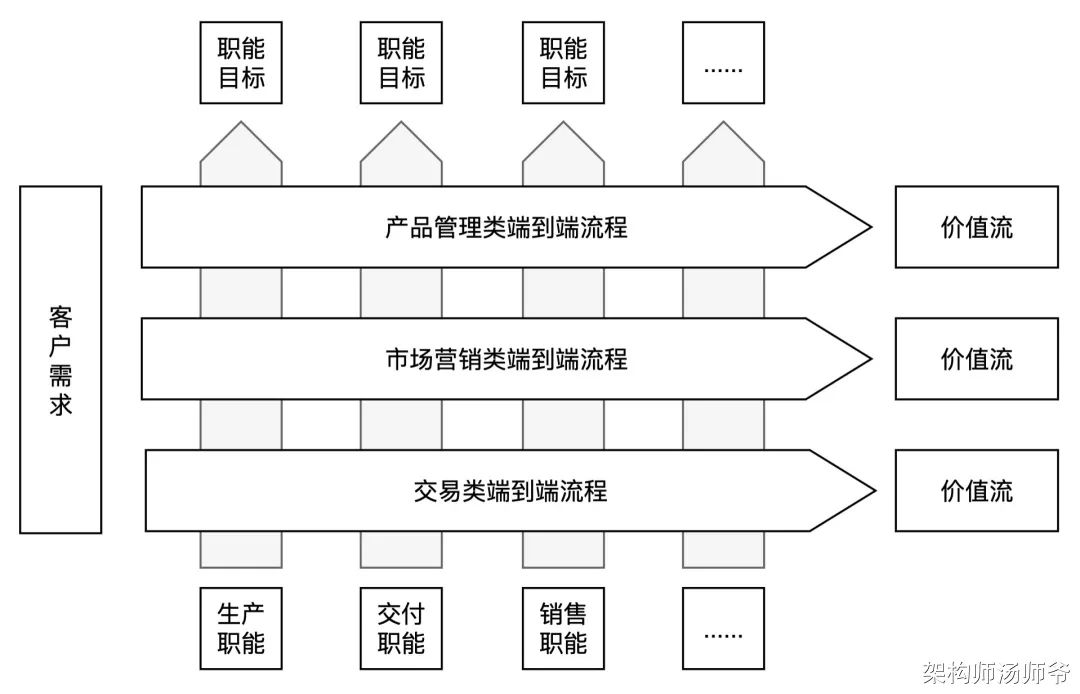 职能
目标
职能
目标
职能
目标
......
客
户
需
求
产品管理类端到端流程
价值流
市场营销类端到端流程
价值流
交易类端到端流程
价值流
生产
职能
交付
职能
销售
职能
......
架构师汤师爷